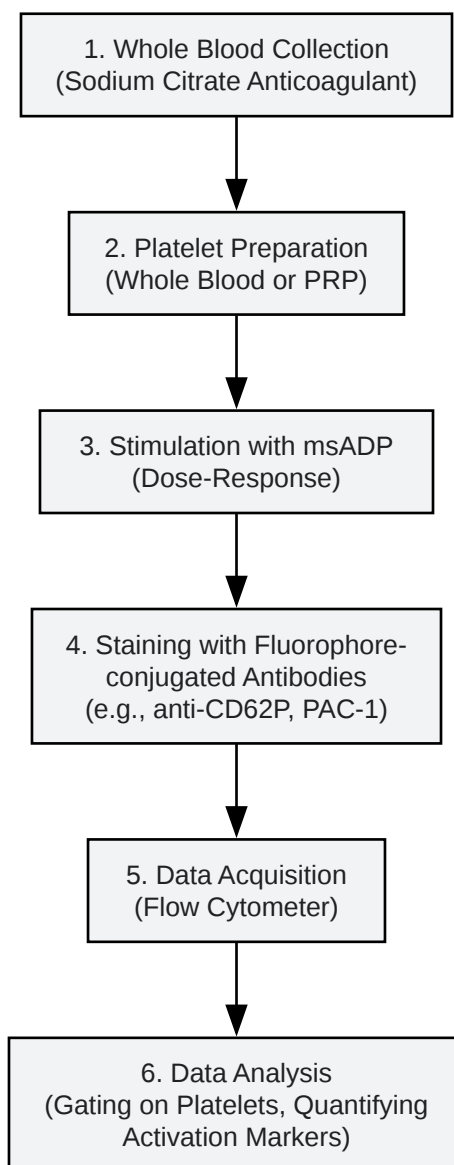 1. Whole Blood Collection
(Sodium Citrate Anticoagulant)
2. Platelet Preparation
(Whole Blood or PRP)
3. Stimulation with msADP
(Dose-Response)
4. Staining with Fluorophore-
conjugated Antibodies
(e.g., anti-CD62P, PAC-1)
5. Data Acquisition
(Flow Cytometer)
6. Data Analysis
(Gating on Platelets, Quantifying
Activation Markers)